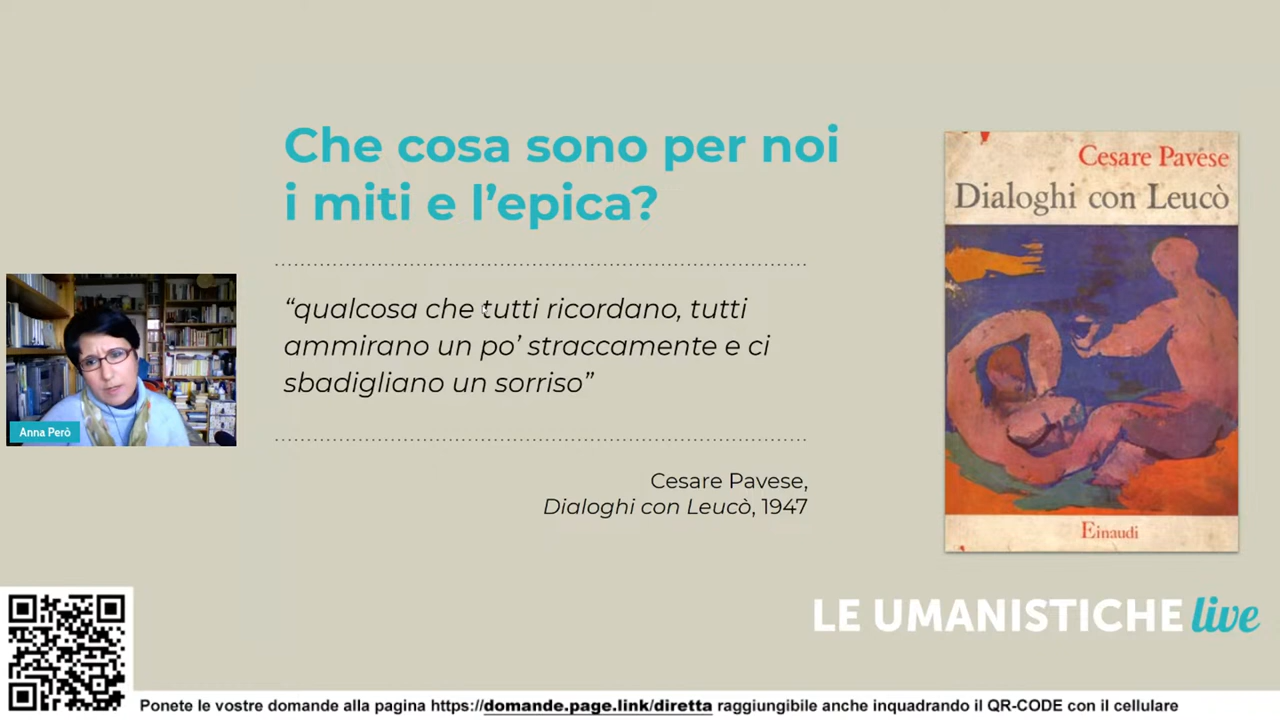 Che cosa sono per noi
i miti e l’epica?
“qualcosa che tutti ricordano, tutti
ammirano un po’ straccamente e ci
sbadigliano un sorriso”
Cesare Pavese,
Dialoghi con Leucò, 1947
Cesare Pavese
Dialoghi con Leucò
Einaudi
Anna Però
LE UMANISTICHE live
Ponete le vostre domande alla pagina https://domande.page.link/diretta raggiungibile anche inquadrando il QR-CODE con il cellulare